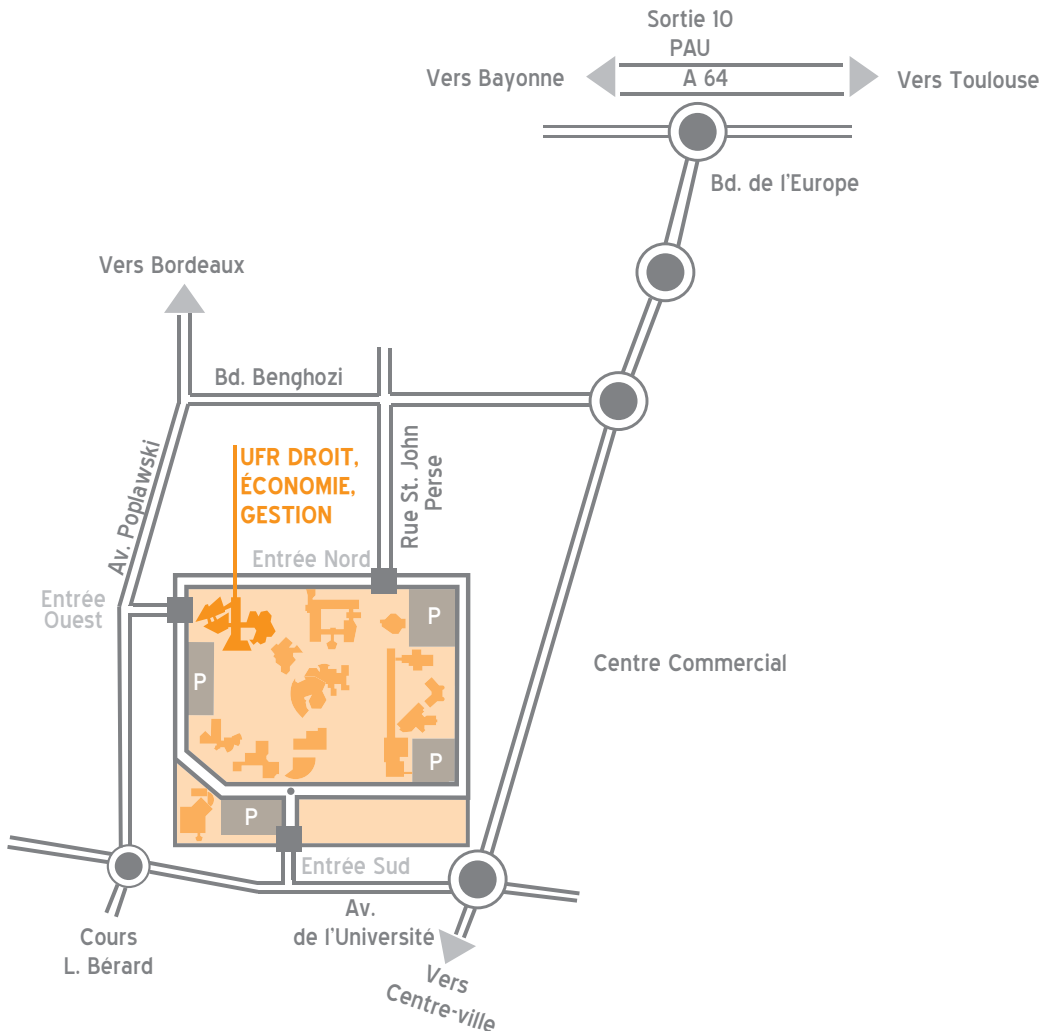 Sortie 10
PAU
A 64
Vers Bayonne
Vers Toulouse
Bd. de l'Europe
Vers Bordeaux
Bd. Benghozi
Av. Poplawski
UFR DROIT,
ÉCONOMIE,
GESTION
Rue St. John
Perse
Entrée Nord
Entrée
Ouest
P
P
Centre Commercial
P
P
Entrée Sud
Av.
de l'Université
Cours
L. Bérard
Vers
Centre-ville